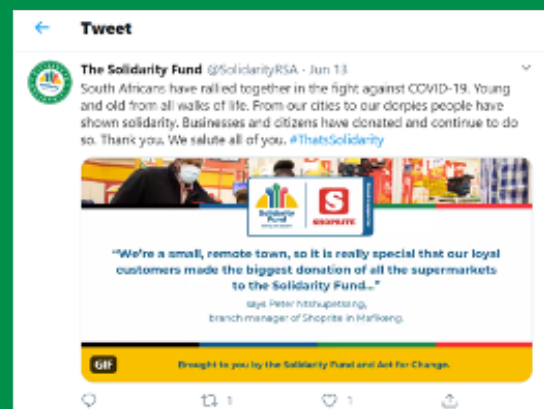 Tweet
The Solidarity Fund @SolidarityRSA · Jun 13
South Africans have rallied together in the fight against COVID-19. Young
and old from all walks of life. From our cities to our dorpies people have
shown solidarity. Businesses and citizens have donated and continue to do
so. Thank you. We salute all of you. #ThatsSolidarity
Solidarity
Fund
S
SHOPRITE
"We're a small, remote town, so it is really special that our loyal
customers made the biggest donation of all the supermarkets
to the Solidarity Fund..."
says Peter
branch manager of Shoprite in Mafikeng.
GIF
Brought to you by the Solidarity Fund and Act for Change.
1
1